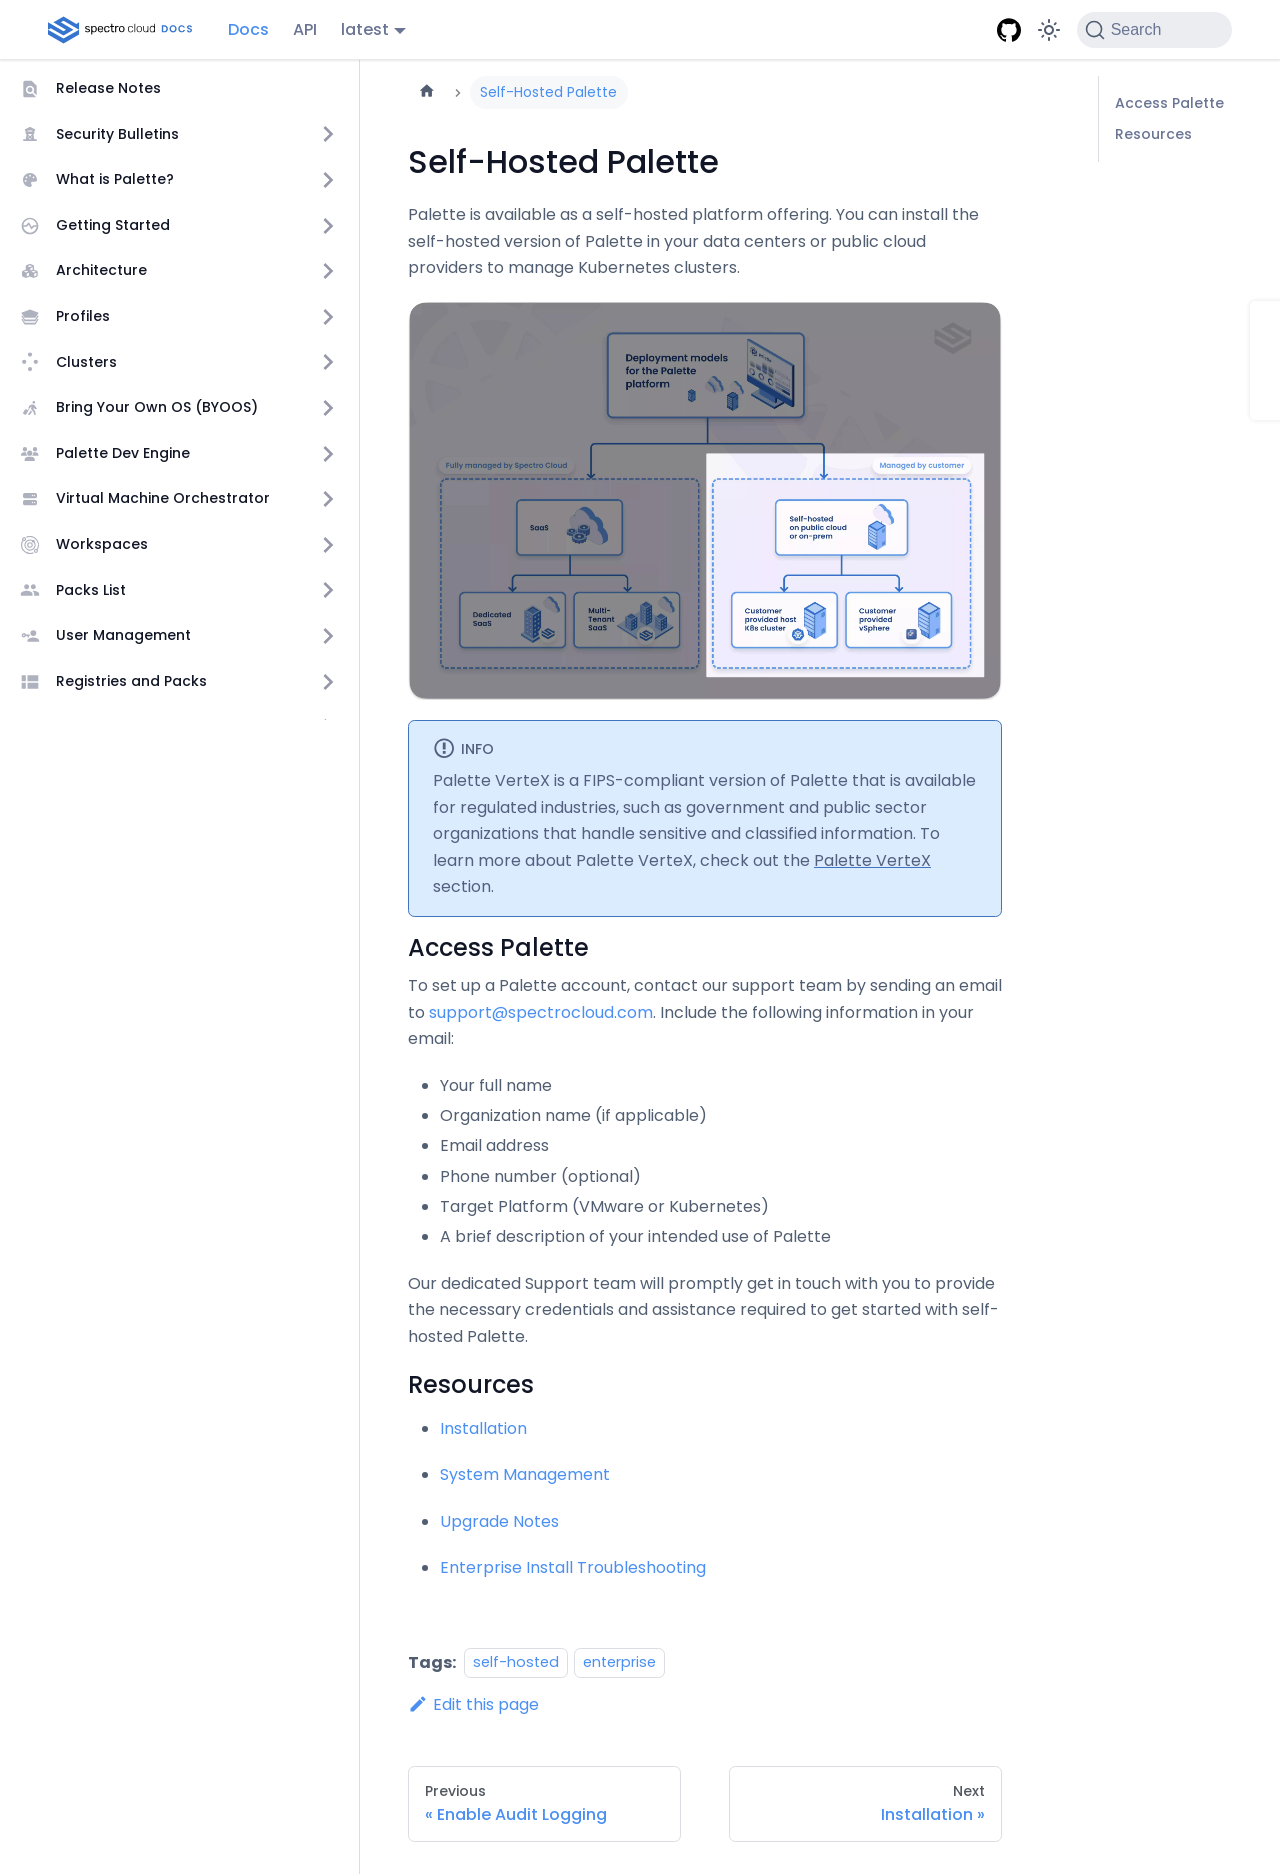 spectro cloud DOCS
Docs
API
latest
Search
Release Notes
Security Bulletins
What is Palette?
Getting Started
Architecture
Profiles
Clusters
Bring Your Own OS (BYOOS)
Palette Dev Engine
Virtual Machine Orchestrator
Workspaces
Packs List
User Management
Registries and Packs
Self-Hosted Palette
Self-Hosted Palette
Palette is available as a self-hosted platform offering. You can install the
self-hosted version of Palette in your data centers or public cloud
providers to manage Kubernetes clusters.
Deployment models
for the Palette
platform
Fully managed by Spectro Cloud
Managed by customer
SaaS
Self-hosted
on public cloud
or on-prem
Dedicated
SaaS
Multi-
Tenant
SaaS
Customer
provided host
K8s cluster
Customer
provided
vSphere
INFO
Palette VerteX is a FIPS-compliant version of Palette that is available
for regulated industries, such as government and public sector
organizations that handle sensitive and classified information. To
learn more about Palette VerteX, check out the Palette VerteX
section.
Access Palette
To set up a Palette account, contact our support team by sending an email
to support@spectrocloud.com. Include the following information in your
email:
Your full name
Organization name (if applicable)
Email address
Phone number (optional)
Target Platform (VMware or Kubernetes)
A brief description of your intended use of Palette
Our dedicated Support team will promptly get in touch with you to provide
the necessary credentials and assistance required to get started with self-
hosted Palette.
Resources
Installation
System Management
Upgrade Notes
Enterprise Install Troubleshooting
Tags: self-hosted enterprise
Edit this page
Previous
« Enable Audit Logging
Next
Installation »
Access Palette
Resources